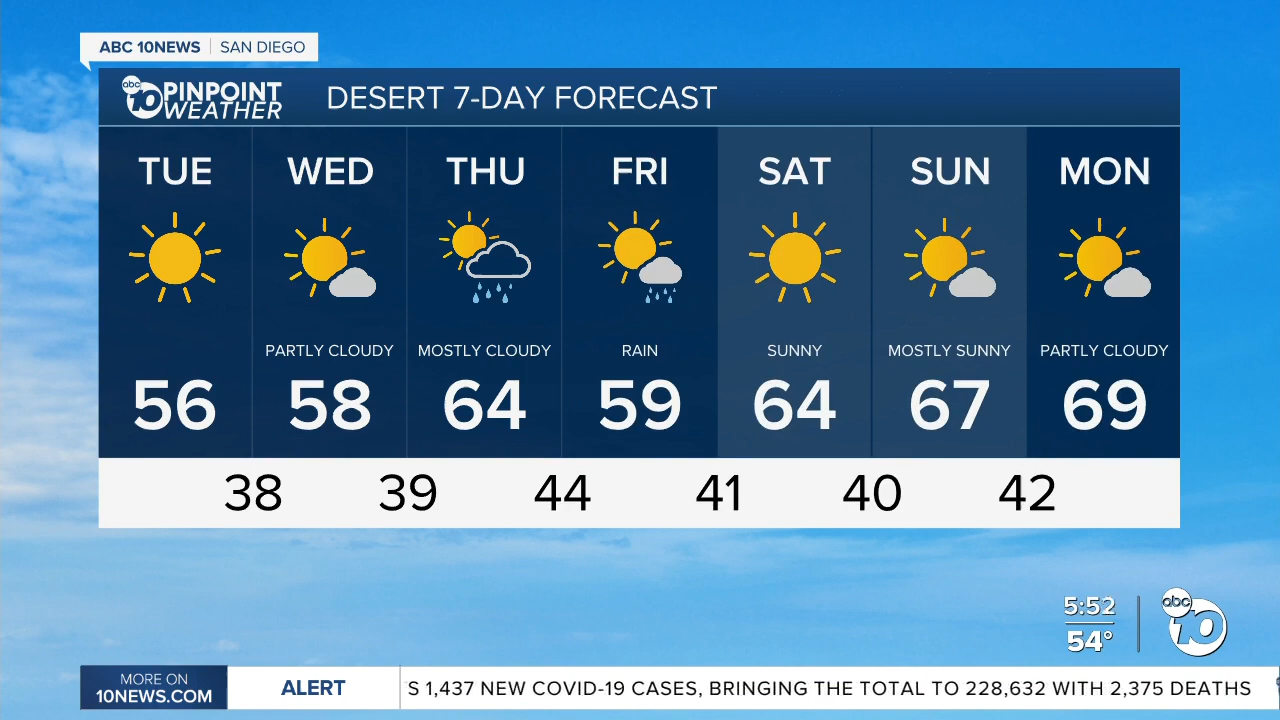 ABC 10NEWS | SAN DIEGO
abc 10 PINPOINT WEATHER
DESERT 7-DAY FORECAST
TUE WED THU FRI SAT SUN MON
PARTLY CLOUDY MOSTLY CLOUDY RAIN SUNNY MOSTLY SUNNY PARTLY CLOUDY
56 58 64 59 64 67 69
38 39 44 41 40 42
5:52
54°
abc 10
MORE ON
10NEWS.COM
ALERT
'S 1,437 NEW COVID-19 CASES, BRINGING THE TOTAL TO 228,632 WITH 2,375 DEATHS